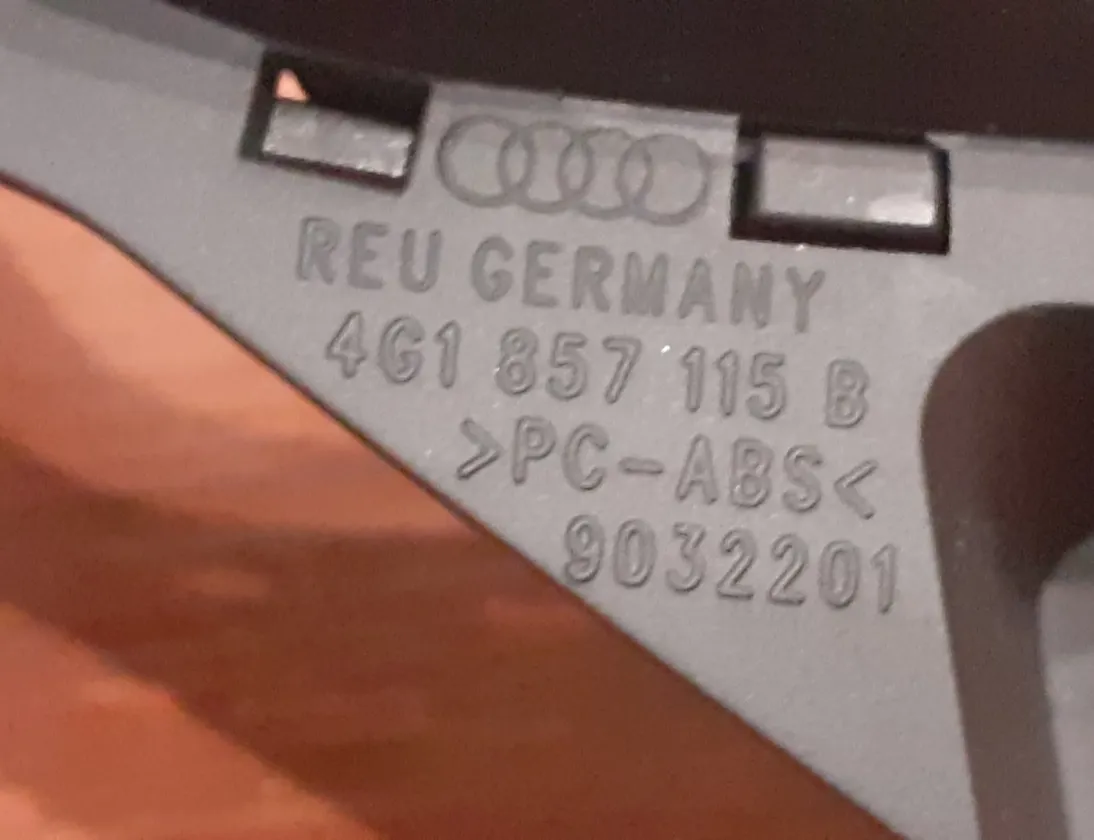 REU GERMANY
4G1 857 115 B
>PC-ABS<
9032201